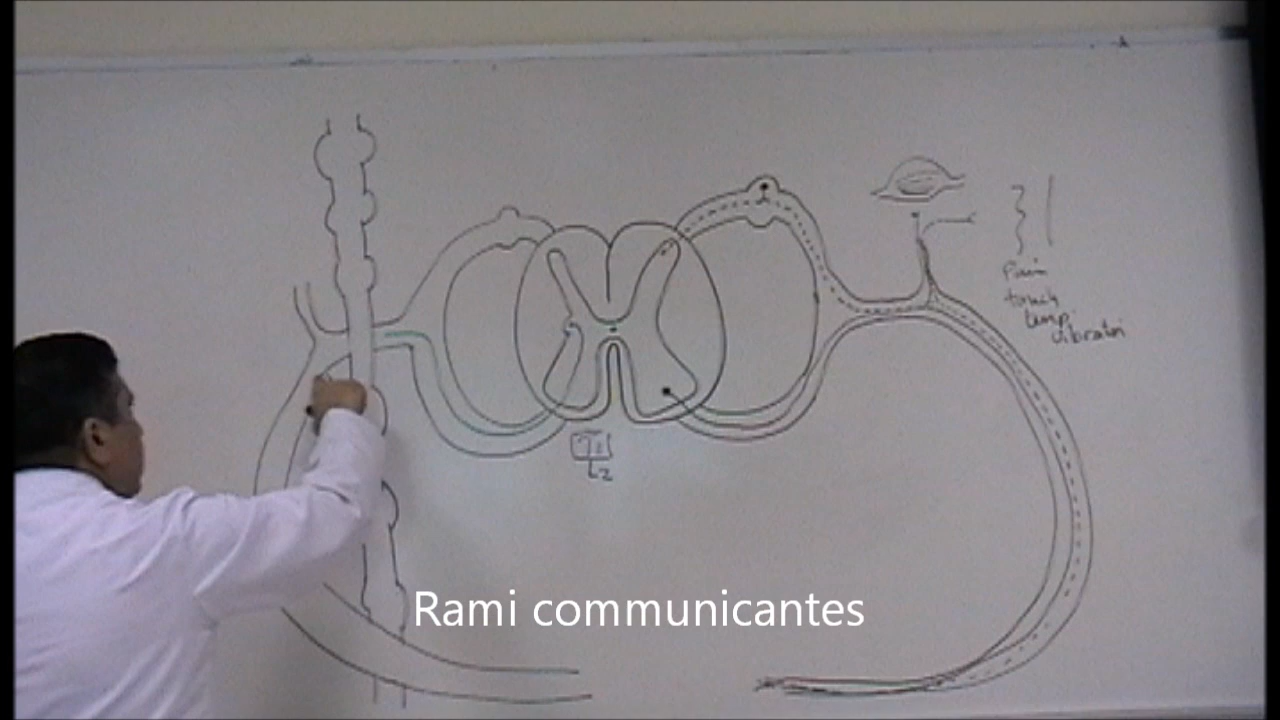 Pain
touch
temp
vibration
T1
L2
Rami communicantes